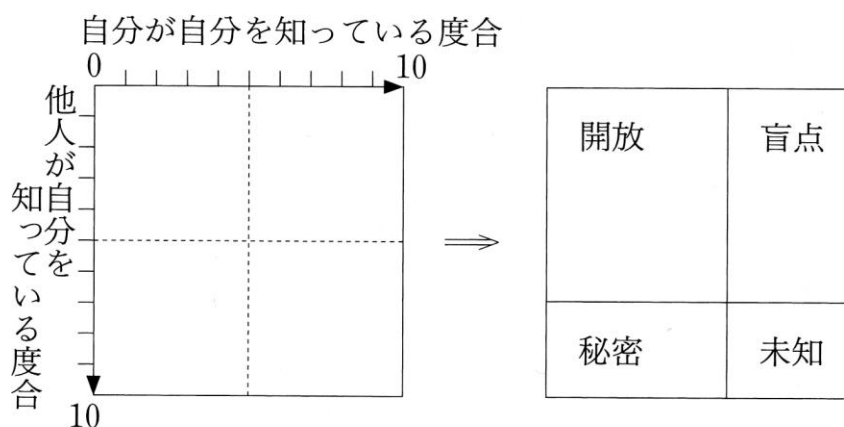 自分が自分を知っている度合
0
10
他人が自分を
知っている度合
10
開放
盲点
秘密
未知